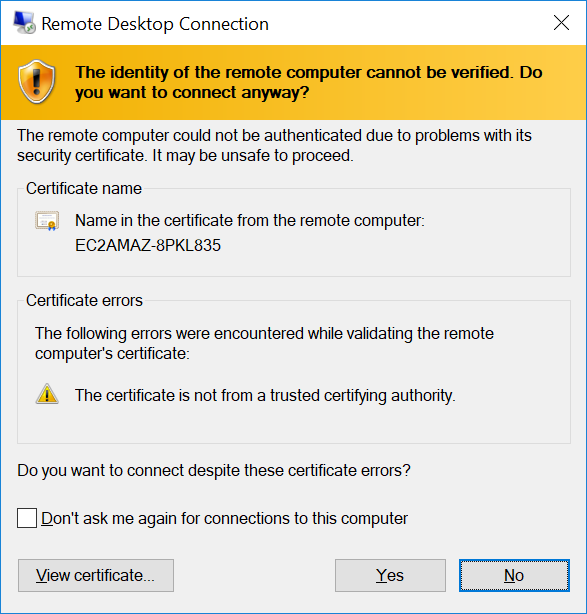 Remote Desktop Connection
The identity of the remote computer cannot be verified. Do
you want to connect anyway?
The remote computer could not be authenticated due to problems with its
security certificate. It may be unsafe to proceed.
Certificate name
Name in the certificate from the remote computer:
EC2AMAZ-8PKL835
Certificate errors
The following errors were encountered while validating the remote
computer's certificate:
The certificate is not from a trusted certifying authority.
Do you want to connect despite these certificate errors?
Don't ask me again for connections to this computer
View certificate... Yes No